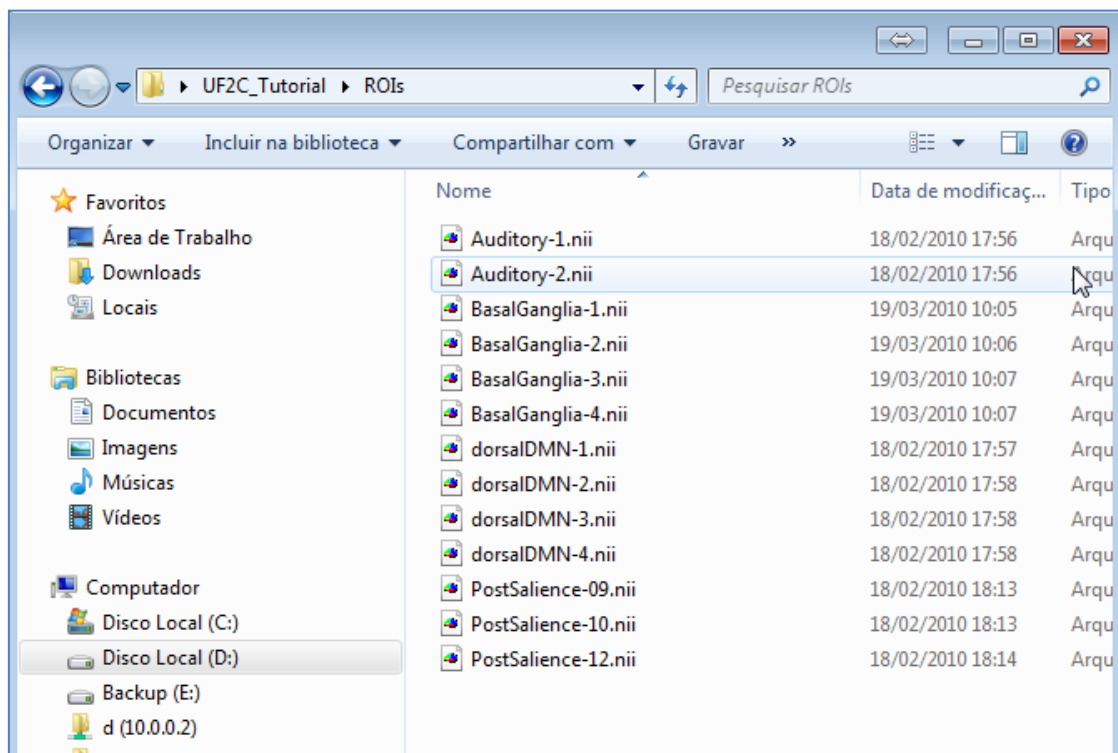 UF2C_Tutorial ROIs Pesquisar ROIs
Organizar Incluir na biblioteca Compartilhar com Gravar »
Favoritos
Área de Trabalho
Downloads
Locais
Bibliotecas
Documentos
Imagens
Músicas
Vídeos
Computador
Disco Local (C:)
Disco Local (D:)
Backup (E:)
d (10.0.0.2)
Nome Data de modificaç... Tipo
Auditory-1.nii 18/02/2010 17:56 Arqu
Auditory-2.nii 18/02/2010 17:56 Arqu
BasalGanglia-1.nii 19/03/2010 10:05 Arqu
BasalGanglia-2.nii 19/03/2010 10:06 Arqu
BasalGanglia-3.nii 19/03/2010 10:07 Arqu
BasalGanglia-4.nii 19/03/2010 10:07 Arqu
dorsalDMN-1.nii 18/02/2010 17:57 Arqu
dorsalDMN-2.nii 18/02/2010 17:58 Arqu
dorsalDMN-3.nii 18/02/2010 17:58 Arqu
dorsalDMN-4.nii 18/02/2010 17:58 Arqu
PostSalience-09.nii 18/02/2010 18:13 Arqu
PostSalience-10.nii 18/02/2010 18:13 Arqu
PostSalience-12.nii 18/02/2010 18:14 Arqu